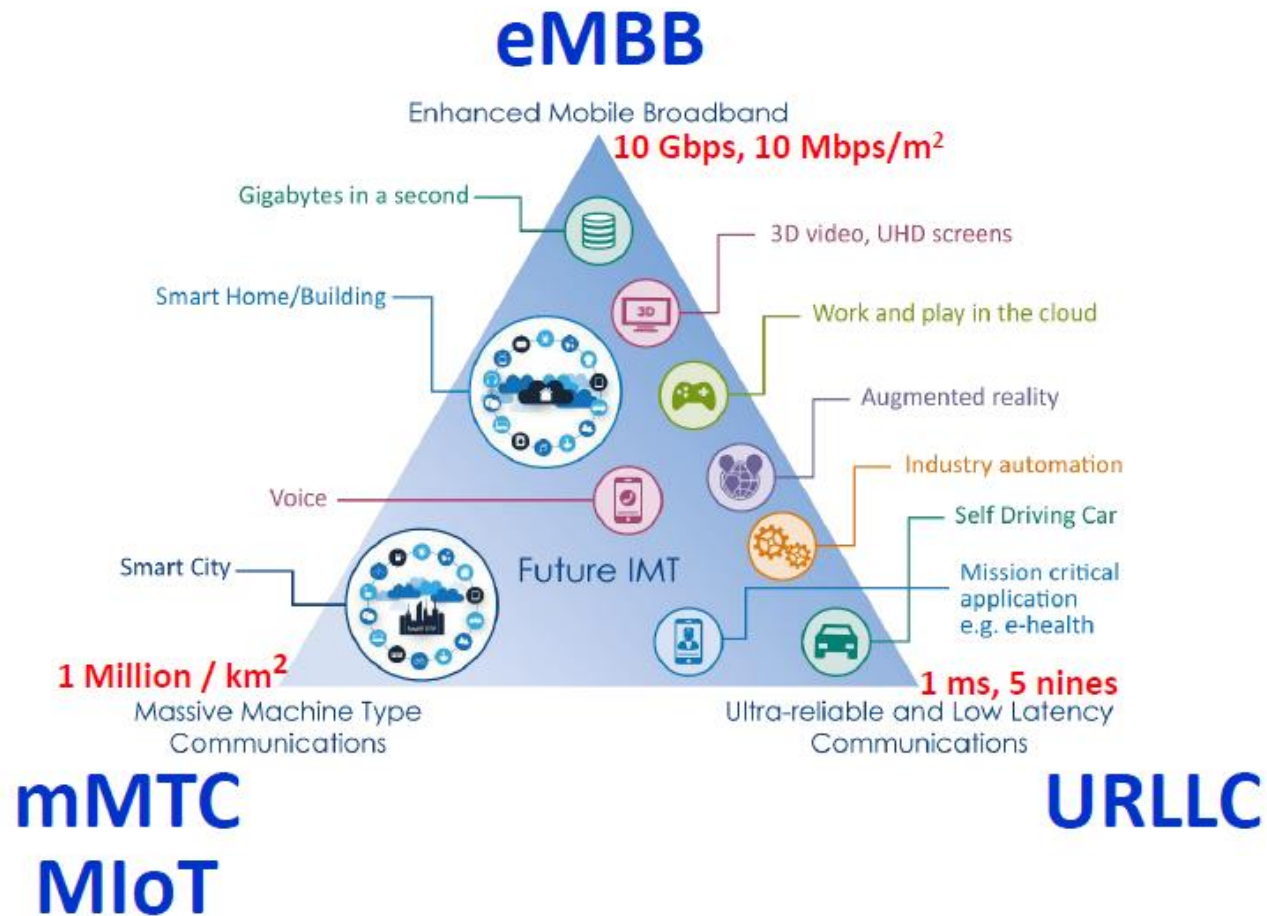 eMBB
Enhanced Mobile Broadband
10 Gbps, 10 Mbps/m²
Gigabytes in a second
3D video, UHD screens
3D
Smart Home/Building
Work and play in the cloud
Augmented reality
Industry automation
Voice
Self Driving Car
Smart City
Future IMT
Mission critical
application
e.g. e-health
1 Million / km²
1 ms, 5 nines
Massive Machine Type
Communications
Ultra-reliable and Low Latency
Communications
mMTC
MIoT
URLLC